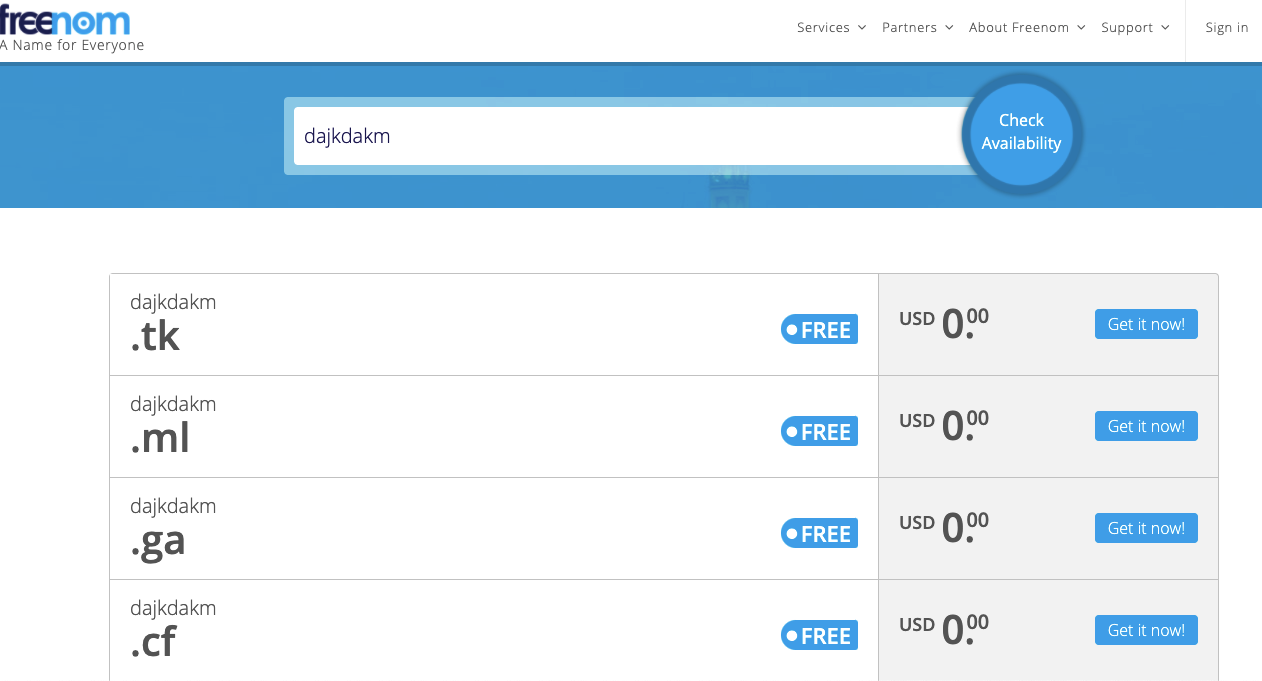 freenom
A Name for Everyone
Services Partners About Freenom Support Sign in
dajkdakm
Check
Availability
dajkdakm
.tk
FREE
USD 0.00
Get it now!
dajkdakm
.ml
FREE
USD 0.00
Get it now!
dajkdakm
.ga
FREE
USD 0.00
Get it now!
dajkdakm
.cf
FREE
USD 0.00
Get it now!